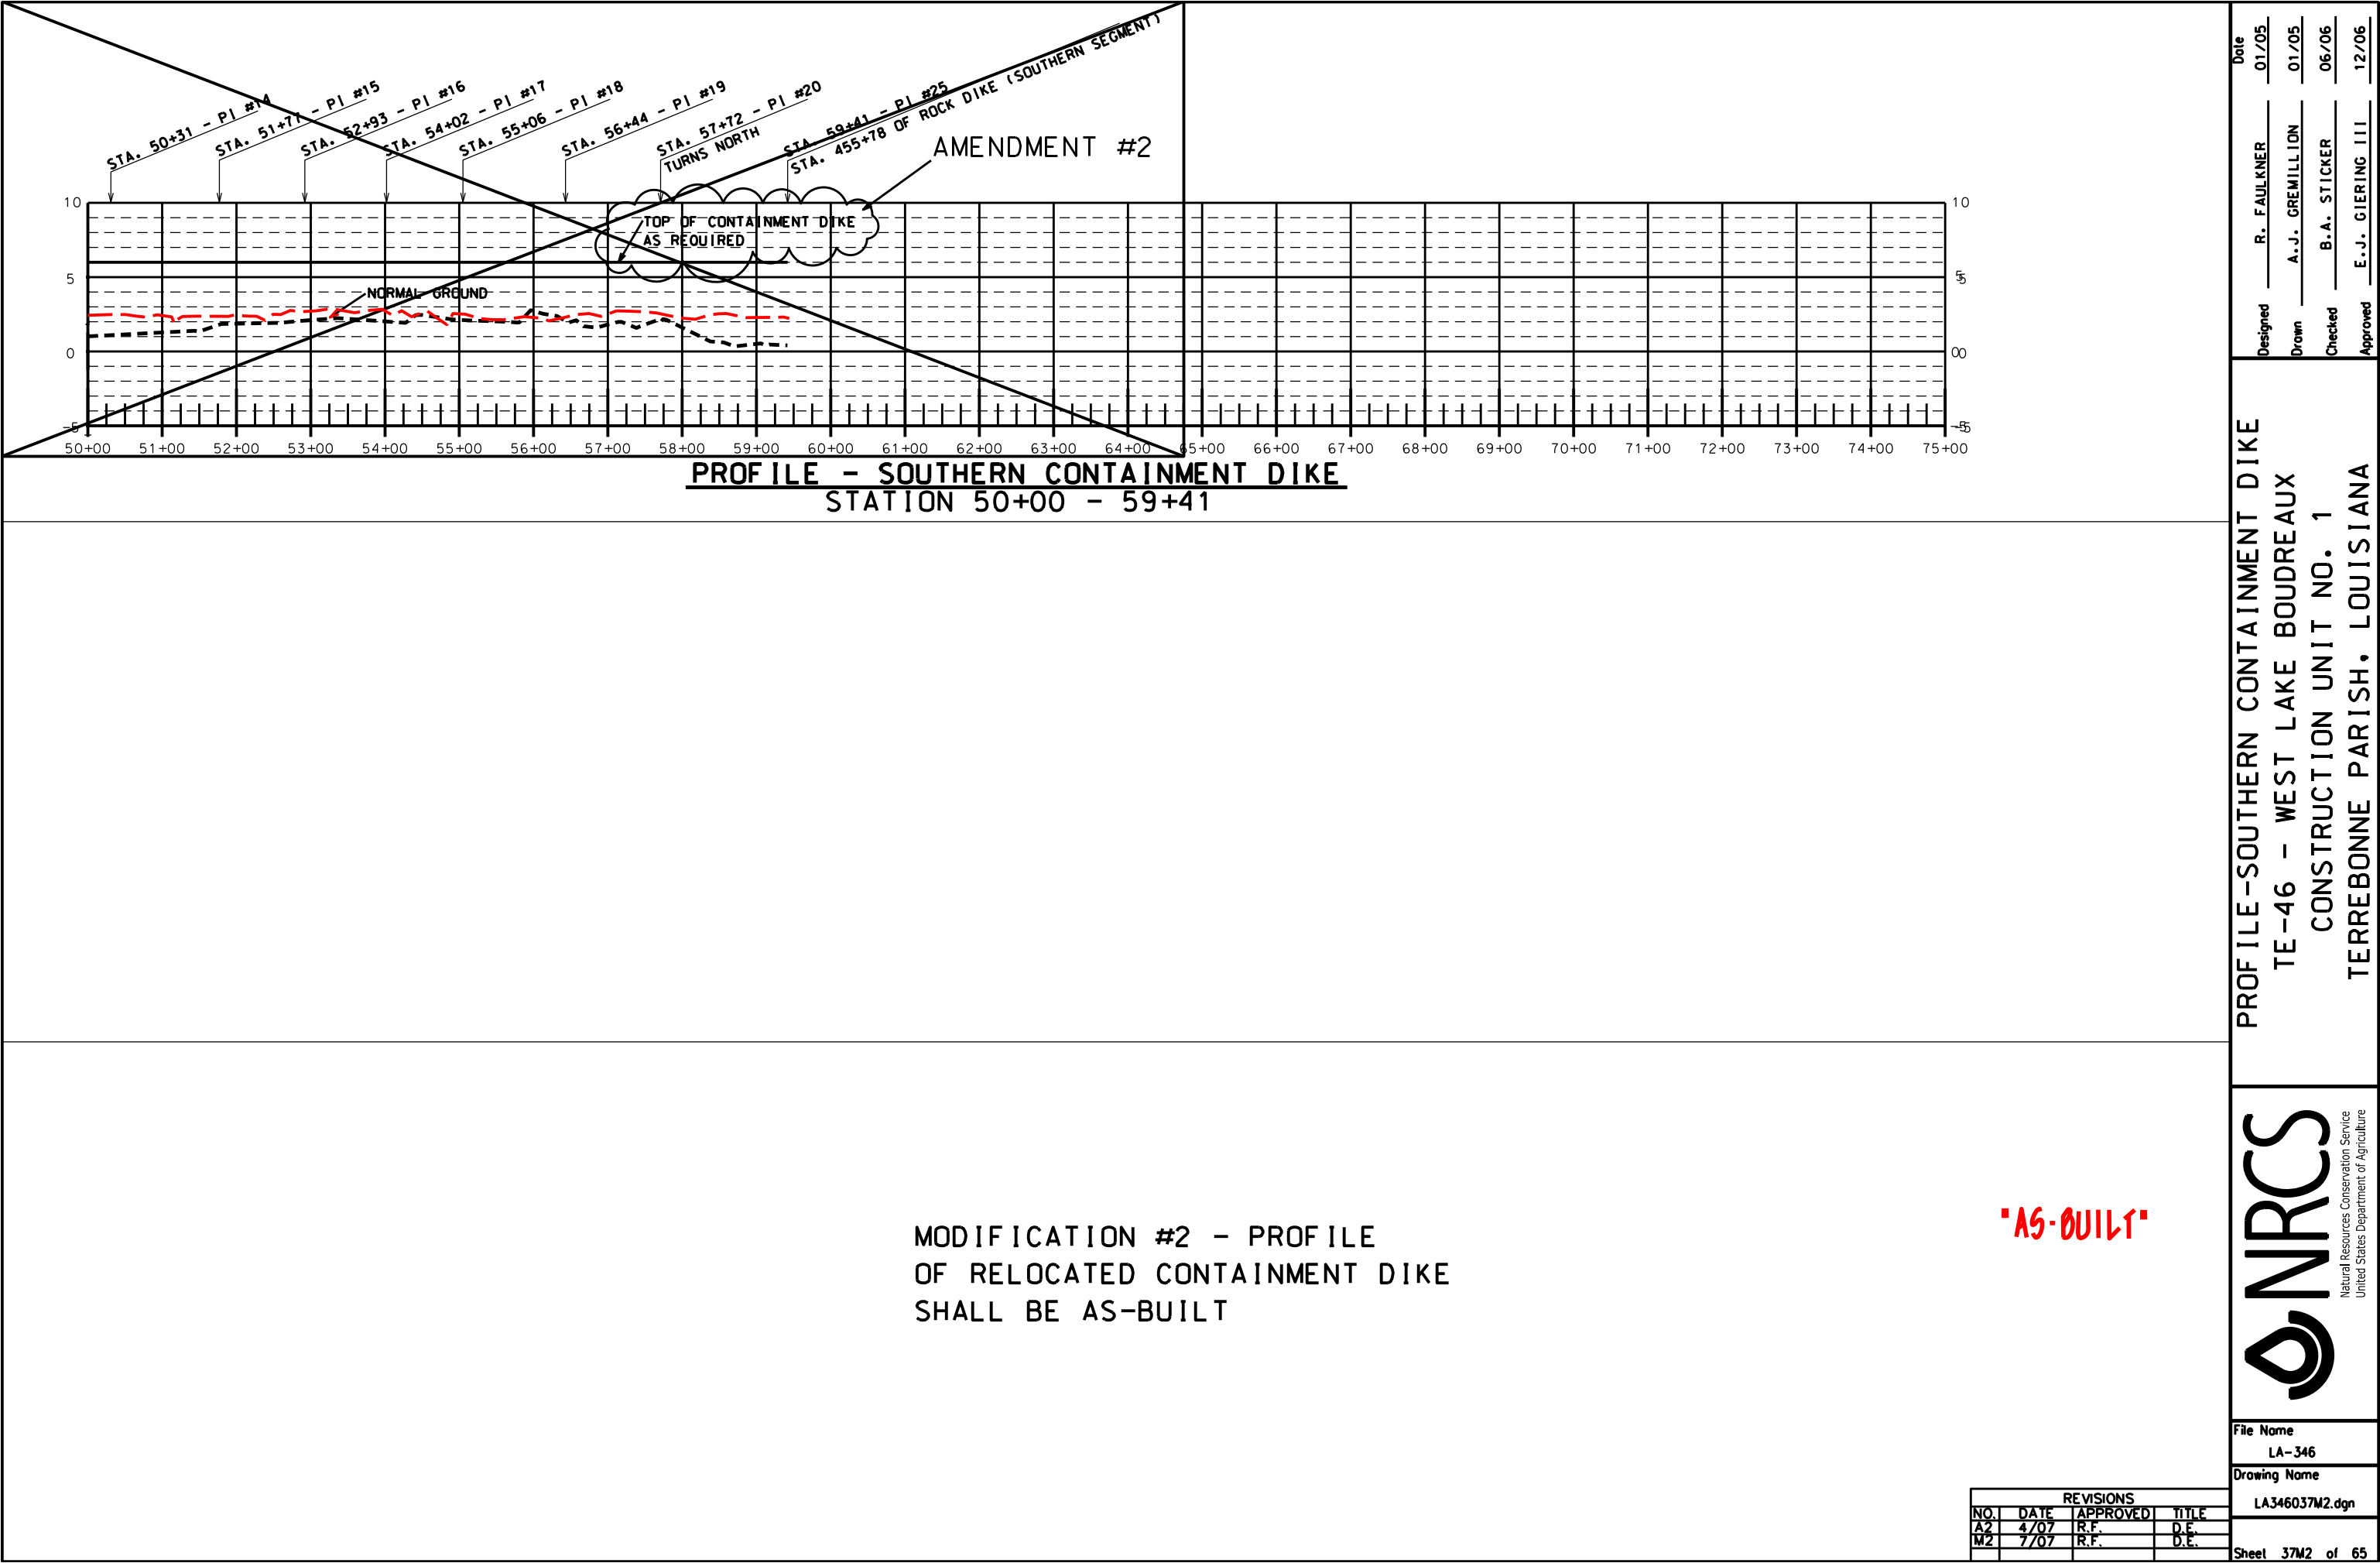 STA. 50+31 - PI #14
STA. 51+77 - PI #15
STA. 52+93 - PI #16
STA. 54+02 - PI #17
STA. 55+06 - PI #18
STA. 56+44 - PI #19
STA. 57+72 - PI #20
TURNS NORTH
STA. 59+41 - PI #25
STA. 455+78 OF ROCK DIKE (SOUTHERN SEGMENT)
AMENDMENT #2
TOP OF CONTAINMENT DIKE
AS REQUIRED
NORMAL GROUND
10 10
5 5
0 0
-5 -5
50+00 51+00 52+00 53+00 54+00 55+00 56+00 57+00 58+00 59+00 60+00 61+00 62+00 63+00 64+00 65+00 66+00 67+00 68+00 69+00 70+00 71+00 72+00 73+00 74+00 75+00
PROFILE - SOUTHERN CONTAINMENT DIKE
STATION 50+00 - 59+41
MODIFICATION #2 - PROFILE
OF RELOCATED CONTAINMENT DIKE
SHALL BE AS-BUILT
"AS-BUILT"
REVISIONS
NO. DATE APPROVED TITLE
A2 4/07 R.F. D.E.
M2 7/07 R.F. D.E.
Date
Designed R. FAULKNER 01/05
Drawn A.J. GREMILLION 01/05
Checked B.A. STICKER 06/06
Approved E.J. GIERING III 12/06
PROFILE-SOUTHERN CONTAINMENT DIKE
TE-46 - WEST LAKE BOUDREAUX
CONSTRUCTION UNIT NO. 1
TERREBONNE PARISH, LOUISIANA
NRCS
Natural Resources Conservation Service
United States Department of Agriculture
File Name
LA-346
Drawing Name
LA346037M2.dgn
Sheet 37M2 of 65